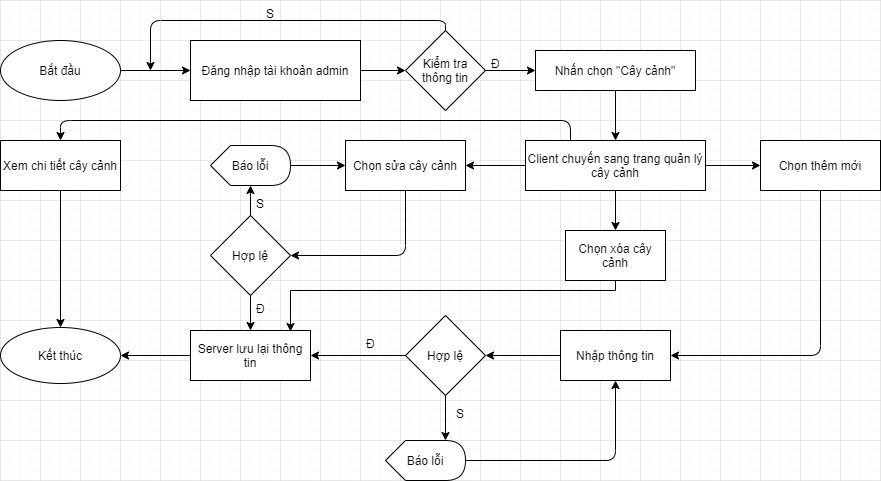 S
Bắt đầu
Đăng nhập tài khoản admin
Kiểm tra
thông tin
Đ
Nhấn chọn "Cây cảnh"
Xem chi tiết cây cảnh
Báo lỗi
Chọn sửa cây cảnh
Client chuyển sang trang quản lý
cây cảnh
Chọn thêm mới
S
Hợp lệ
Chọn xóa cây
cảnh
Đ
Kết thúc
Server lưu lại thông
tin
Đ
Hợp lệ
Nhập thông tin
S
Báo lỗi